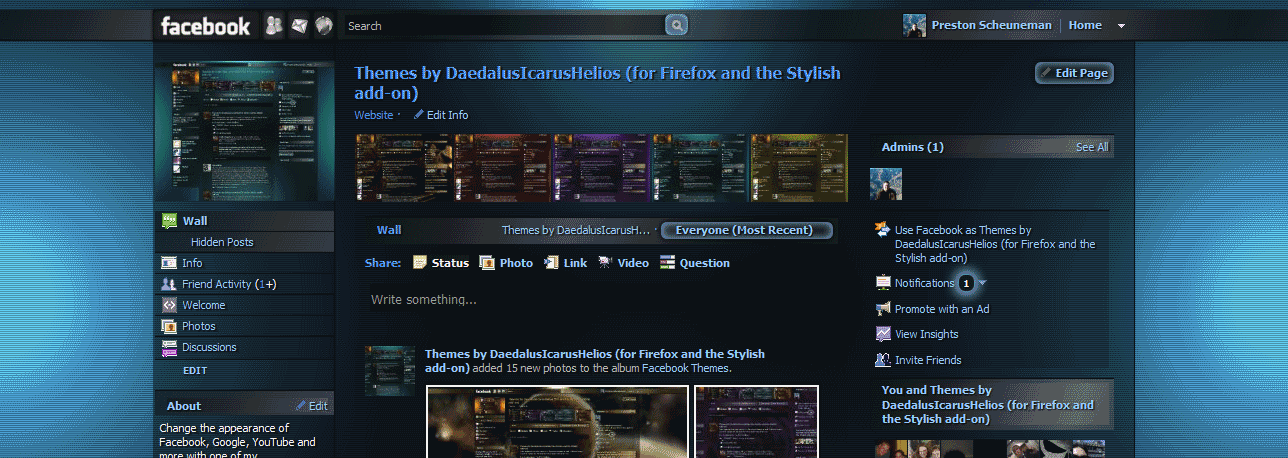 facebook
Search
Preston Scheuneman
Home
Themes by DaedalusIcarusHelios (for Firefox and the Stylish
add-on)
Website · Edit Info
Edit Page
Wall
Hidden Posts
Info
Friend Activity (1+)
Welcome
Photos
Discussions
EDIT
About
Edit
Change the appearance of
Facebook, Google, YouTube and
more with one of my
Wall
Themes by DaedalusIcarusH... · Everyone (Most Recent)
Share: Status Photo Link Video Question
Write something...
Themes by DaedalusIcarusHelios (for Firefox and the Stylish
add-on) added 15 new photos to the album Facebook Themes.
Admins (1)
See All
Use Facebook as Themes by
DaedalusIcarusHelios (for Firefox and the
Stylish add-on)
Notifications 1
Promote with an Ad
View Insights
Invite Friends
You and Themes by
DaedalusIcarusHelios (for Firefox and
the Stylish add-on)